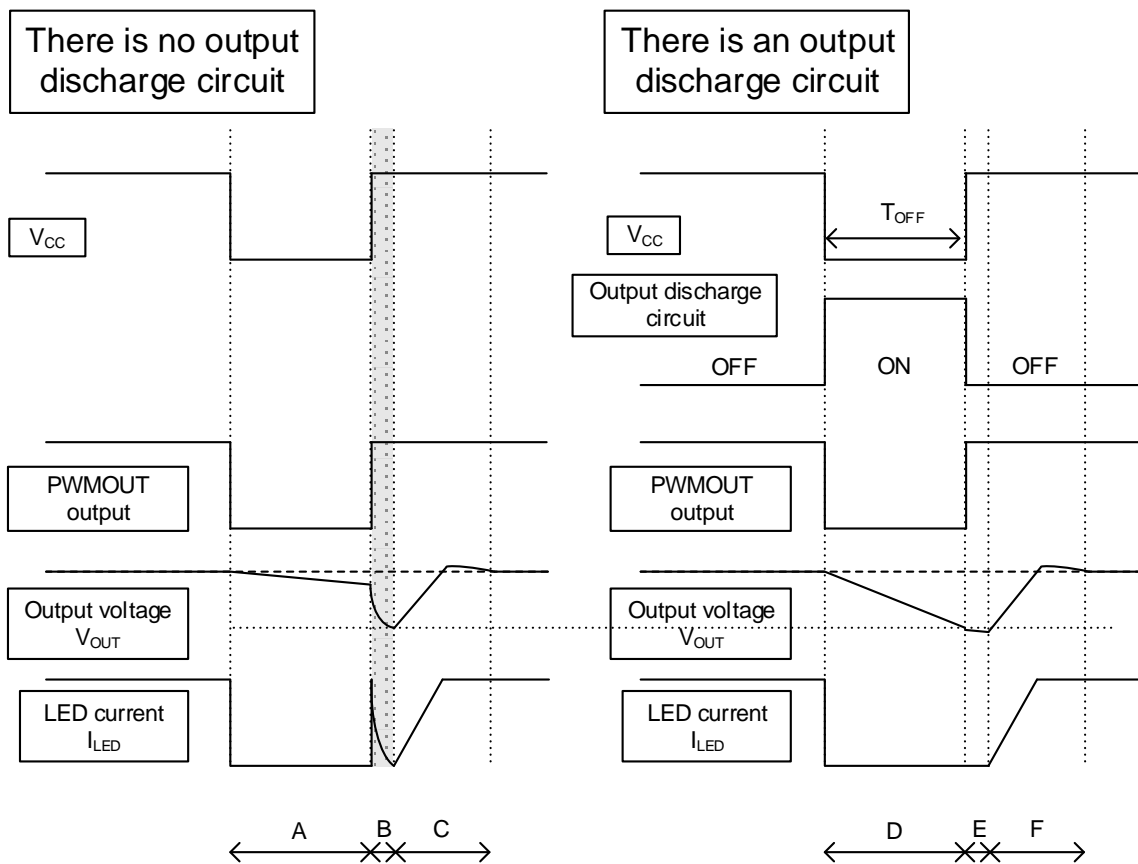 There is no output
discharge circuit
There is an output
discharge circuit
VCC
TOFF
VCC
Output discharge
circuit
OFF
ON
OFF
PWMOUT
output
PWMOUT
output
Output voltage
VOUT
Output voltage
VOUT
LED current
ILED
LED current
ILED
A
B
C
D
E
F